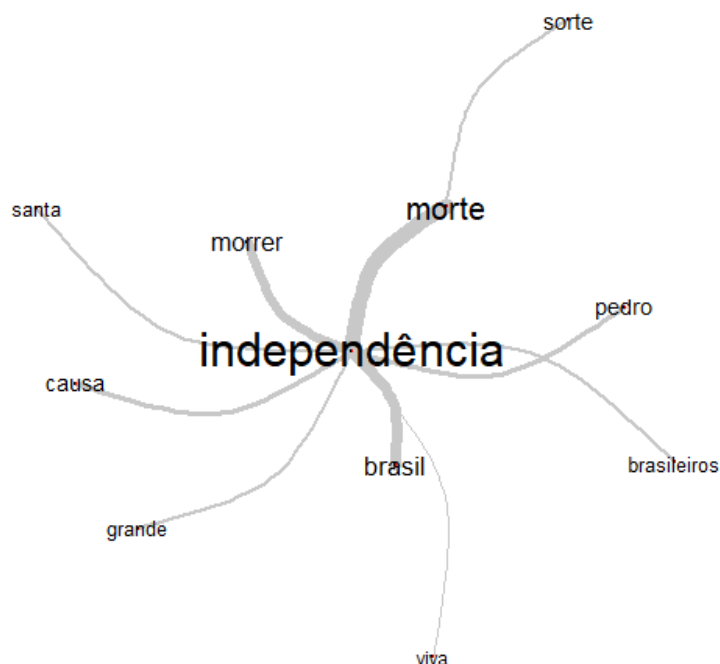 sorte
morte
santa
morrer
pedro
independência
causa
brasil
brasileiros
grande
viva